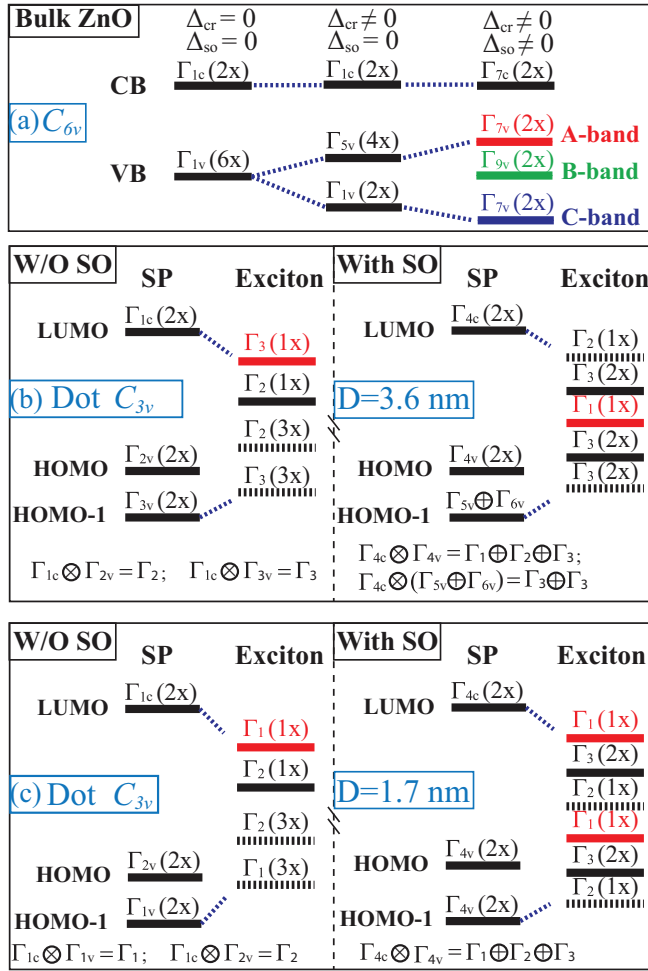 Bulk ZnO
Δcr = 0 Δcr ≠ 0 Δcr ≠ 0
Δso = 0 Δso = 0 Δso ≠ 0
CB Γ1c(2x) Γ1c(2x) Γ7c(2x)
(a) C6v
VB Γ1v(6x) Γ5v(4x) Γ7v(2x) A-band
Γ9v(2x) B-band
Γ1v(2x) Γ7v(2x) C-band
W/O SO
SP Exciton
LUMO Γ1c(2x)
Γ3(1x)
Γ2(1x)
(b) Dot C3v
Γ2(3x)
HOMO Γ2v(2x)
Γ3(3x)
HOMO-1 Γ3v(2x)
Γ1c⊗Γ2v=Γ2; Γ1c⊗Γ3v=Γ3
With SO
SP Exciton
LUMO Γ4c(2x)
Γ2(1x)
Γ3(2x)
D=3.6 nm
Γ1(1x)
HOMO Γ4v(2x)
Γ3(2x)
Γ3(2x)
HOMO-1 Γ5v⊕Γ6v
Γ4c⊗Γ4v=Γ1⊕Γ2⊕Γ3;
Γ4c⊗(Γ5v⊕Γ6v)=Γ3⊕Γ3
W/O SO
SP Exciton
LUMO Γ1c(2x)
Γ1(1x)
Γ2(1x)
(c) Dot C3v
Γ2(3x)
HOMO Γ2v(2x)
Γ1(3x)
HOMO-1 Γ1v(2x)
Γ1c⊗Γ1v=Γ1; Γ1c⊗Γ2v=Γ2
With SO
SP Exciton
LUMO Γ4c(2x)
Γ1(1x)
Γ3(2x)
D=1.7 nm
Γ2(1x)
Γ1(1x)
HOMO Γ4v(2x)
Γ3(2x)
Γ2(1x)
HOMO-1 Γ4v(2x)
Γ4c⊗Γ4v=Γ1⊕Γ2⊕Γ3